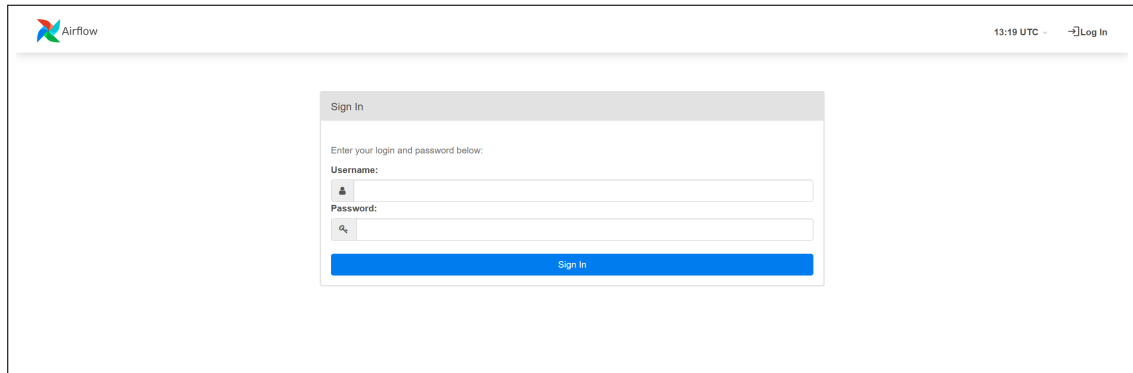 Airflow
13:19 UTC
Log In
Sign In
Enter your login and password below:
Username:
Password:
Sign In